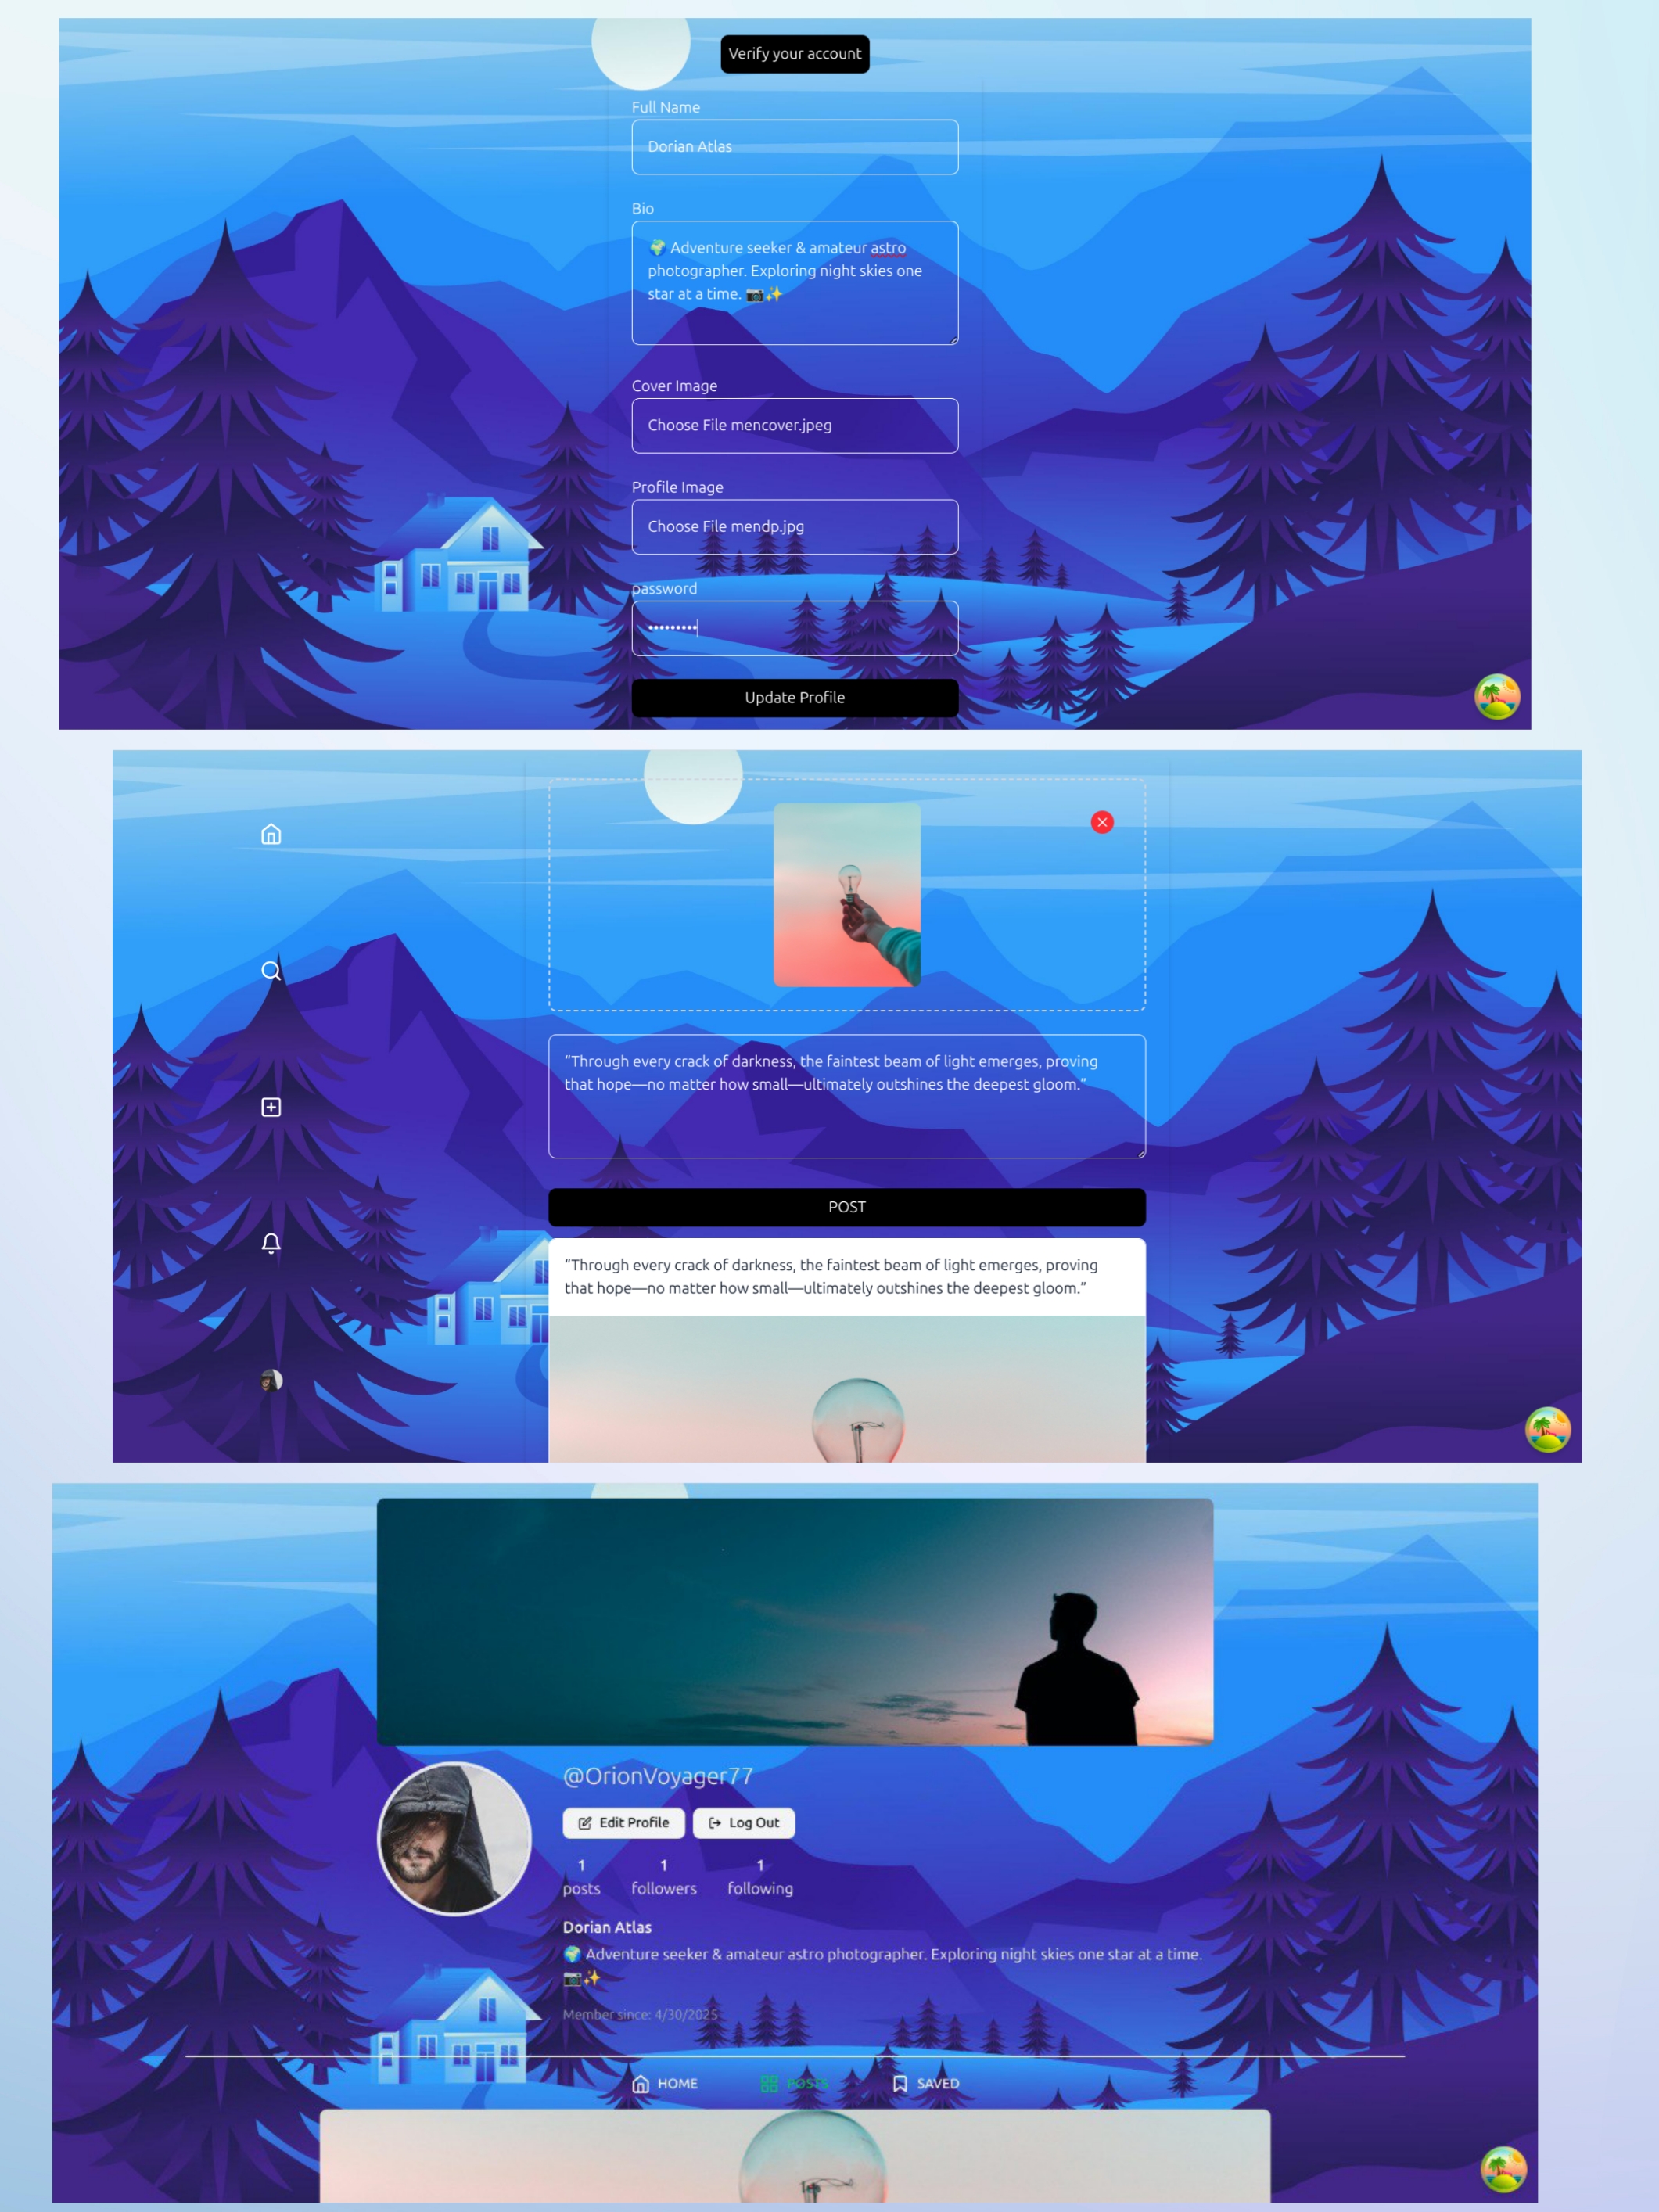 Verify your account
Full Name
Dorian Atlas
Bio
🌍 Adventure seeker & amateur astro
photographer. Exploring night skies one
star at a time. 📷✨
Cover Image
Choose File mencover.jpeg
Profile Image
Choose File mendp.jpg
password
•••••••••
Update Profile
“Through every crack of darkness, the faintest beam of light emerges, proving
that hope—no matter how small—ultimately outshines the deepest gloom.”
POST
“Through every crack of darkness, the faintest beam of light emerges, proving
that hope—no matter how small—ultimately outshines the deepest gloom.”
@OrionVoyager77
Edit Profile Log Out
1 1 1
posts followers following
Dorian Atlas
🌍 Adventure seeker & amateur astro photographer. Exploring night skies one star at a time.
📷✨
Member since: 4/30/2025
HOME POSTS SAVED